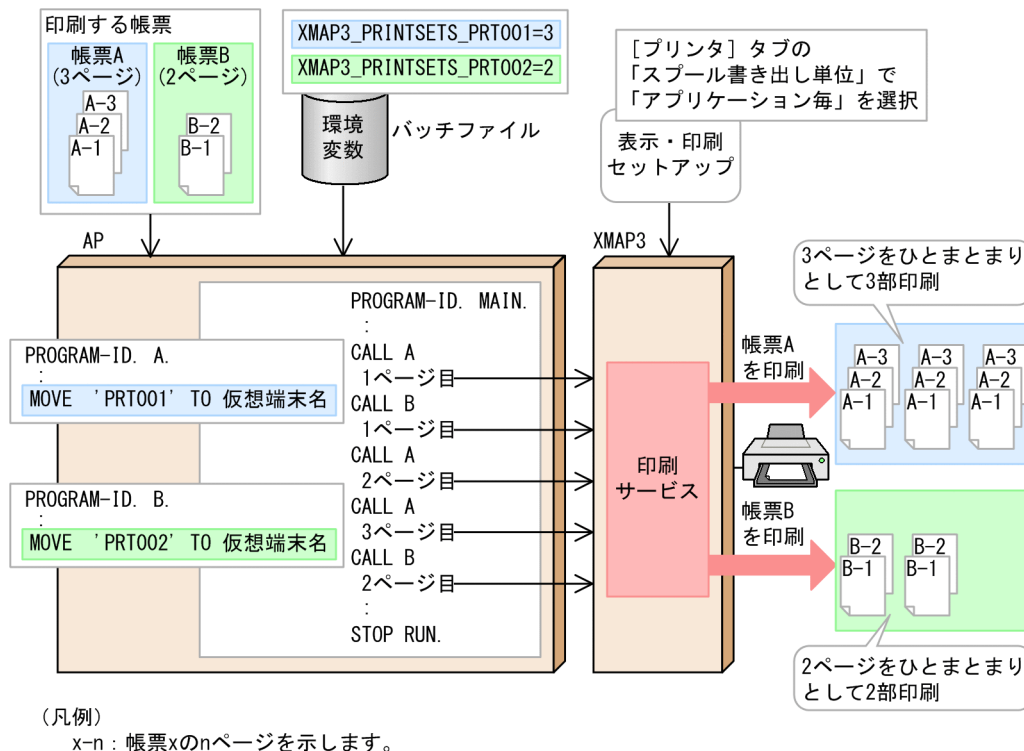 印刷する帳票
帳票A
(3ページ)
A-3
A-2
A-1
帳票B
(2ページ)
B-2
B-1
XMAP3_PRINTSETS_PRT001=3
XMAP3_PRINTSETS_PRT002=2
環境
変数
バッチファイル
[プリンタ]タブの
「スプール書き出し単位」で
「アプリケーション毎」を選択
表示・印刷
セットアップ
AP
XMAP3
PROGRAM-ID. MAIN.
:
CALL A
1ページ目
CALL B
1ページ目
CALL A
2ページ目
CALL A
3ページ目
CALL B
2ページ目
:
STOP RUN.
PROGRAM-ID. A.
:
MOVE 'PRT001' TO 仮想端末名
PROGRAM-ID. B.
:
MOVE 'PRT002' TO 仮想端末名
印刷
サービス
帳票A
を印刷
帳票B
を印刷
3ページをひとまとまり
として3部印刷
A-3 A-3 A-3
A-2 A-2 A-2
A-1 A-1 A-1
B-2 B-2
B-1 B-1
2ページをひとまとまり
として2部印刷
(凡例)
x-n:帳票xのnページを示します。